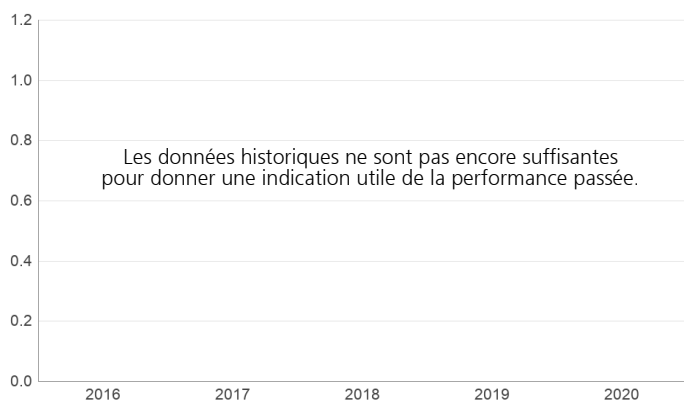 1.2
1.0
0.8
Les données historiques ne sont pas encore suffisantes
pour donner une indication utile de la performance passée.
0.6
0.4
0.2
0.0
2016 2017 2018 2019 2020